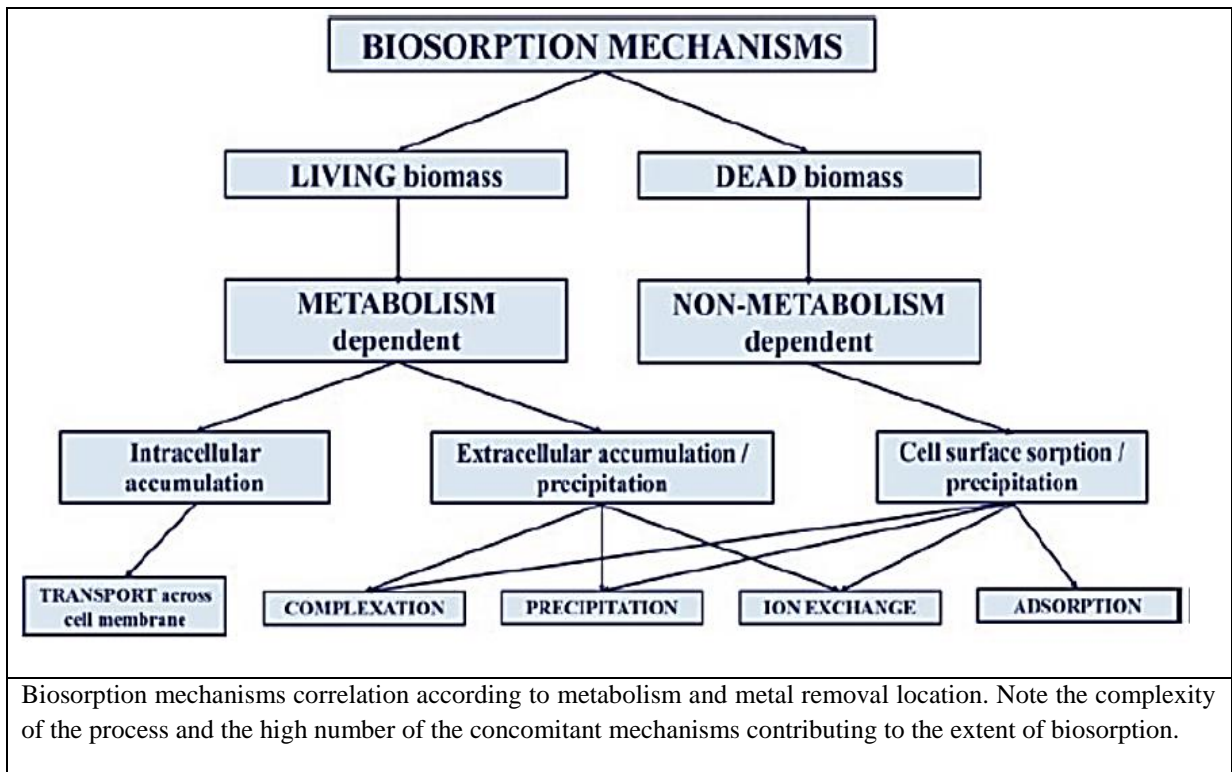 BIOSORPTION MECHANISMS
LIVING biomass
DEAD biomass
METABOLISM
dependent
NON-METABOLISM
dependent
Intracellular
accumulation
Extracellular accumulation /
precipitation
Cell surface sorption /
precipitation
TRANSPORT across
cell membrane
COMPLEXATION
PRECIPITATION
ION EXCHANGE
ADSORPTION
Biosorption mechanisms correlation according to metabolism and metal removal location. Note the complexity
of the process and the high number of the concomitant mechanisms contributing to the extent of biosorption.